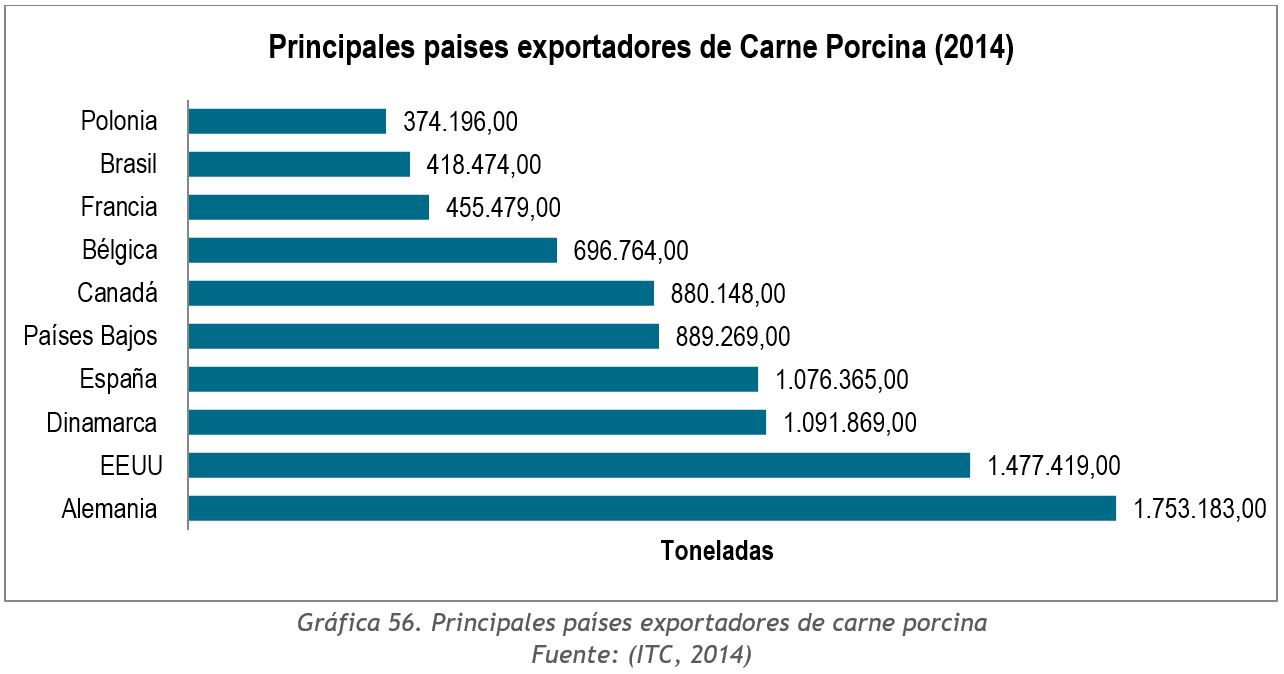 Principales paises exportadores de Carne Porcina (2014)
Polonia 374.196,00
Brasil 418.474,00
Francia 455.479,00
Bélgica 696.764,00
Canadá 880.148,00
Países Bajos 889.269,00
España 1.076.365,00
Dinamarca 1.091.869,00
EEUU 1.477.419,00
Alemania 1.753.183,00
Toneladas
Gráfica 56. Principales países exportadores de carne porcina
Fuente: (ITC, 2014)